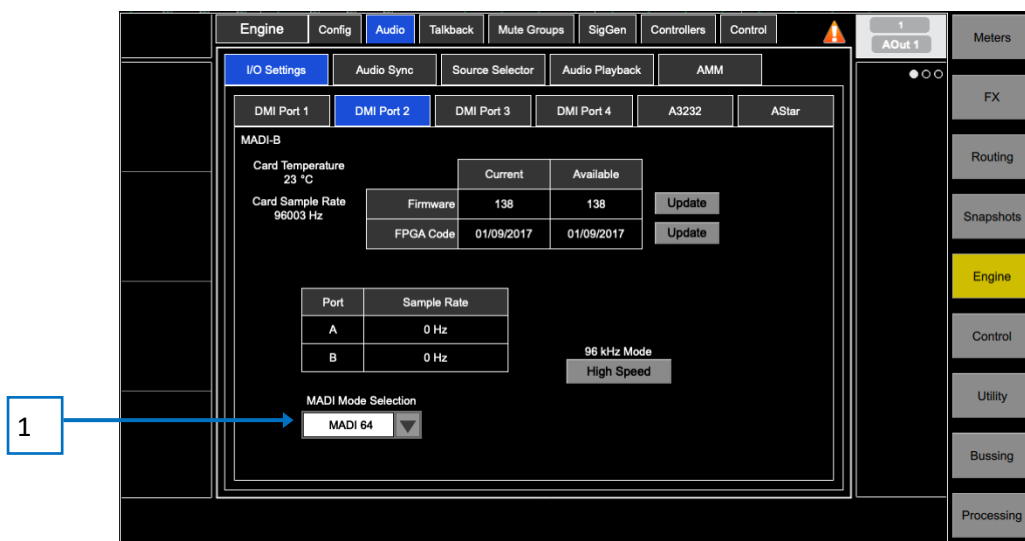 Engine Config Audio Talkback Mute Groups SigGen Controllers Control
1
AOut 1
Meters
I/O Settings Audio Sync Source Selector Audio Playback AMM
DMI Port 1 DMI Port 2 DMI Port 3 DMI Port 4 A3232 AStar
FX
MADI-B
Card Temperature
23 °C
Current Available
Routing
Card Sample Rate
96003 Hz
Firmware 138 138 Update
FPGA Code 01/09/2017 01/09/2017 Update
Snapshots
Engine
Port Sample Rate
A 0 Hz
B 0 Hz
96 kHz Mode
High Speed
Control
MADI Mode Selection
MADI 64
1
Utility
Bussing
Processing